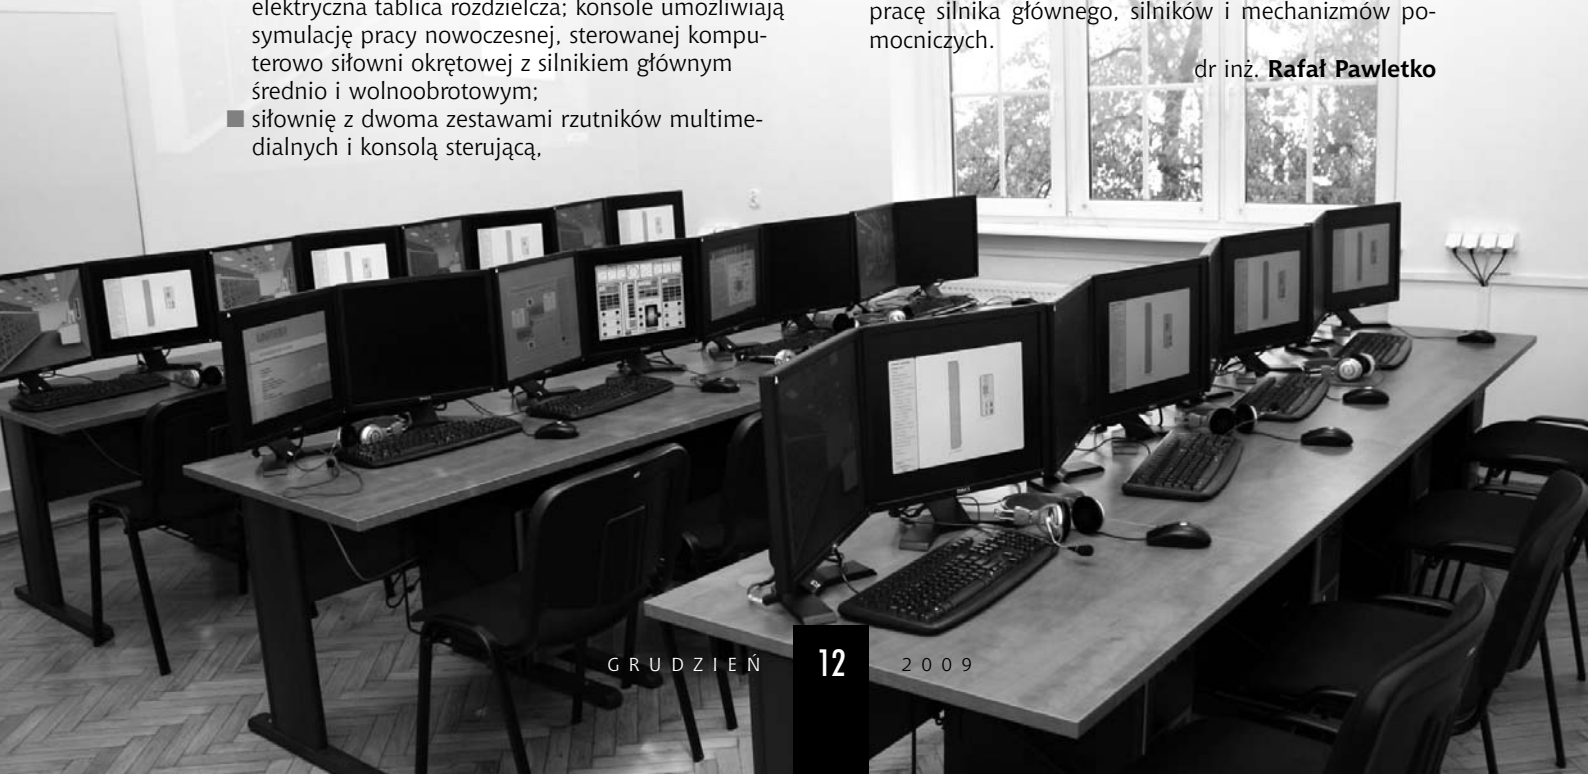 elektryczna tablica rozdzielcza; konsole umożliwiają
symulację pracy nowoczesnej, sterowanej kompu-
terowo siłowni okrętowej z silnikiem głównym
średnio i wolnoobrotowym;
■ siłownię z dwoma zestawami rzutników multime-
dialnych i konsolą sterującą,
pracę silnika głównego, silników i mechanizmów po-
mocniczych.
dr inż. Rafał Pawletko
GRUDZIEŃ 12 2009